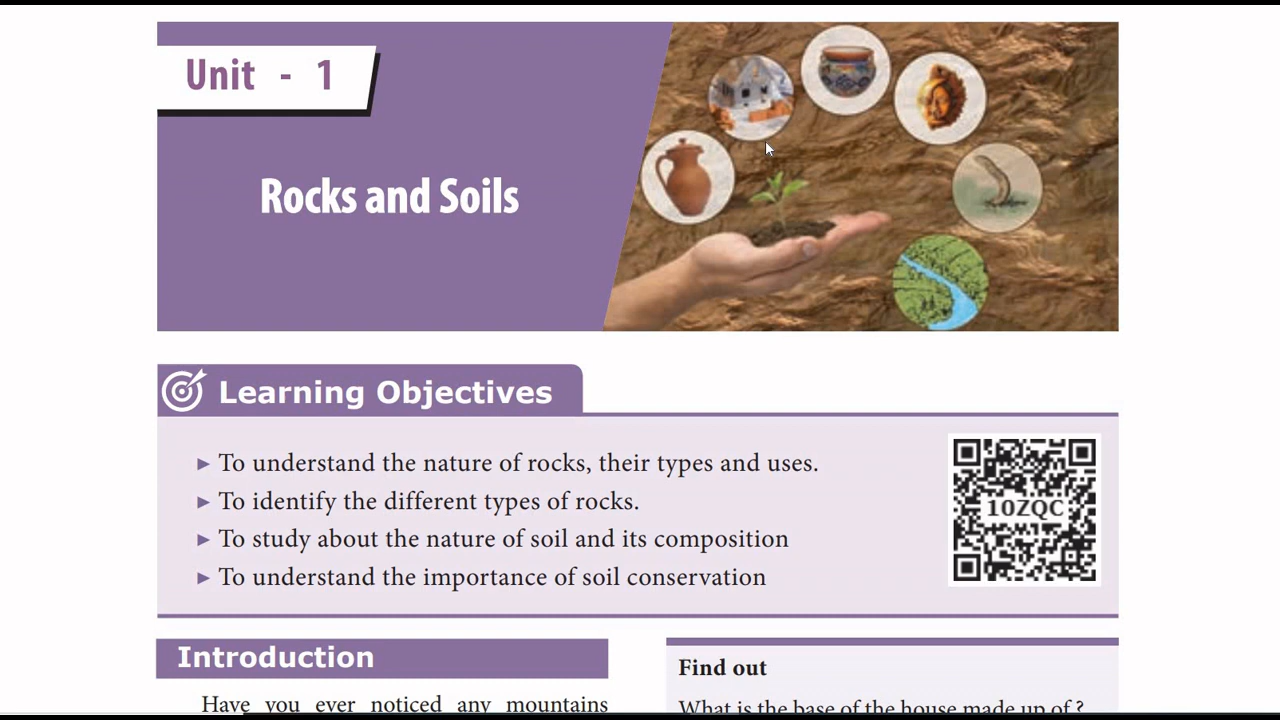 Unit - 1
Rocks and Soils
Learning Objectives
► To understand the nature of rocks, their types and uses.
► To identify the different types of rocks.
► To study about the nature of soil and its composition
► To understand the importance of soil conservation
10ZQC
Introduction
Have you ever noticed any mountains
Find out
What is the base of the house made up of ?